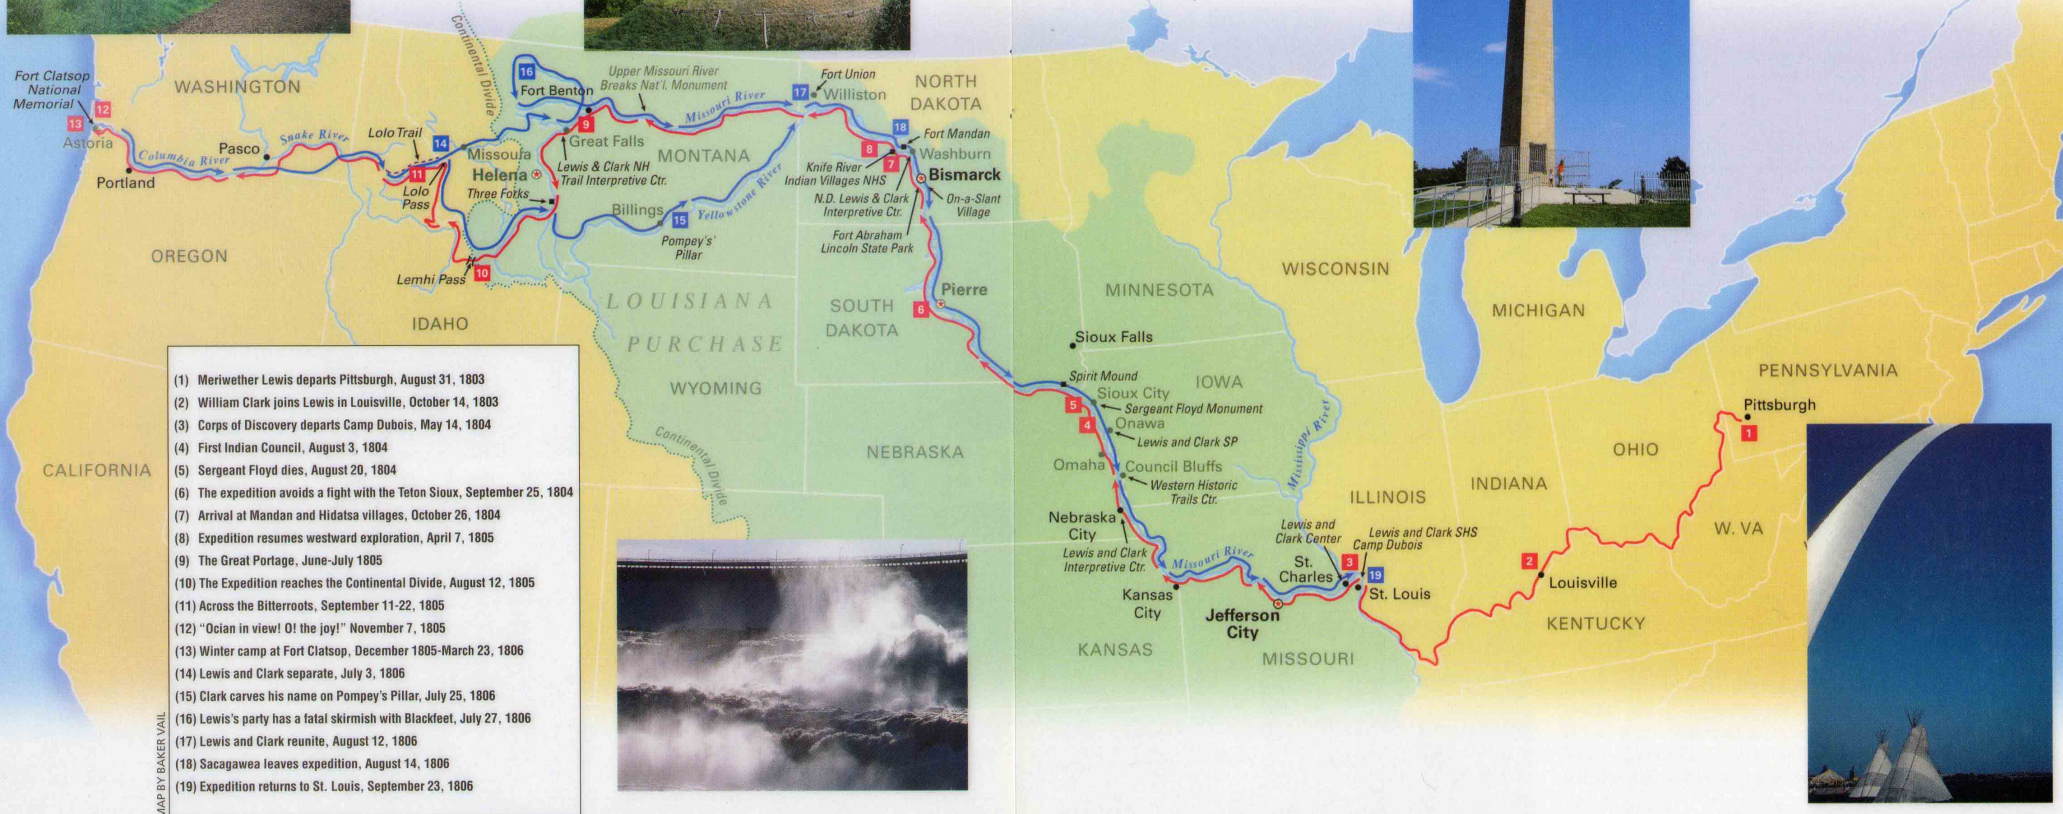 Continental Divide
Fort Clatsop
National
Memorial
12
13
Astoria
WASHINGTON
Portland
Columbia River
Pasco
Snake River
Lolo Trail
14
11
Lolo
Pass
Missoula
Helena
Three Forks
16
Fort Benton
9
Great Falls
Lewis & Clark NH
Trail Interpretive Ctr.
Upper Missouri River
Breaks Nat'l. Monument
Missouri River
MONTANA
Billings
15
Yellowstone River
Pompey's'
Pillar
17
Fort Union
Williston
NORTH
DAKOTA
18
Fort Mandan
Washburn
8
7
Knife River
Indian Villages NHS
Bismarck
N.D. Lewis & Clark
Interpretive Ctr.
On-a-Slant
Village
Fort Abraham
Lincoln State Park
Lemhi Pass
10
OREGON
IDAHO
CALIFORNIA
LOUISIANA
PURCHASE
WYOMING
Continental Divide
SOUTH
DAKOTA
6
Pierre
NEBRASKA
MINNESOTA
Sioux Falls
Spirit Mound
IOWA
Sioux City
5
Sergeant Floyd Monument
4
Onawa
Lewis and Clark SP
Omaha
Council Bluffs
Western Historic
Trails Ctr.
Nebraska
City
Lewis and Clark
Interpretive Ctr.
Missouri River
Kansas
City
Jefferson
City
KANSAS
MISSOURI
Mississippi River
Lewis and
Clark Center
St.
Charles
3
Lewis and Clark SHS
Camp Dubois
19
St. Louis
WISCONSIN
MICHIGAN
ILLINOIS
INDIANA
OHIO
PENNSYLVANIA
Pittsburgh
1
W. VA
2
Louisville
KENTUCKY
(1) Meriwether Lewis departs Pittsburgh, August 31, 1803
(2) William Clark joins Lewis in Louisville, October 14, 1803
(3) Corps of Discovery departs Camp Dubois, May 14, 1804
(4) First Indian Council, August 3, 1804
(5) Sergeant Floyd dies, August 20, 1804
(6) The expedition avoids a fight with the Teton Sioux, September 25, 1804
(7) Arrival at Mandan and Hidatsa villages, October 26, 1804
(8) Expedition resumes westward exploration, April 7, 1805
(9) The Great Portage, June-July 1805
(10) The Expedition reaches the Continental Divide, August 12, 1805
(11) Across the Bitterroots, September 11-22, 1805
(12) “Ocian in view! O! the joy!” November 7, 1805
(13) Winter camp at Fort Clatsop, December 1805-March 23, 1806
(14) Lewis and Clark separate, July 3, 1806
(15) Clark carves his name on Pompey's Pillar, July 25, 1806
(16) Lewis's party has a fatal skirmish with Blackfeet, July 27, 1806
(17) Lewis and Clark reunite, August 12, 1806
(18) Sacagawea leaves expedition, August 14, 1806
(19) Expedition returns to St. Louis, September 23, 1806
MAP BY BAKER VAIL